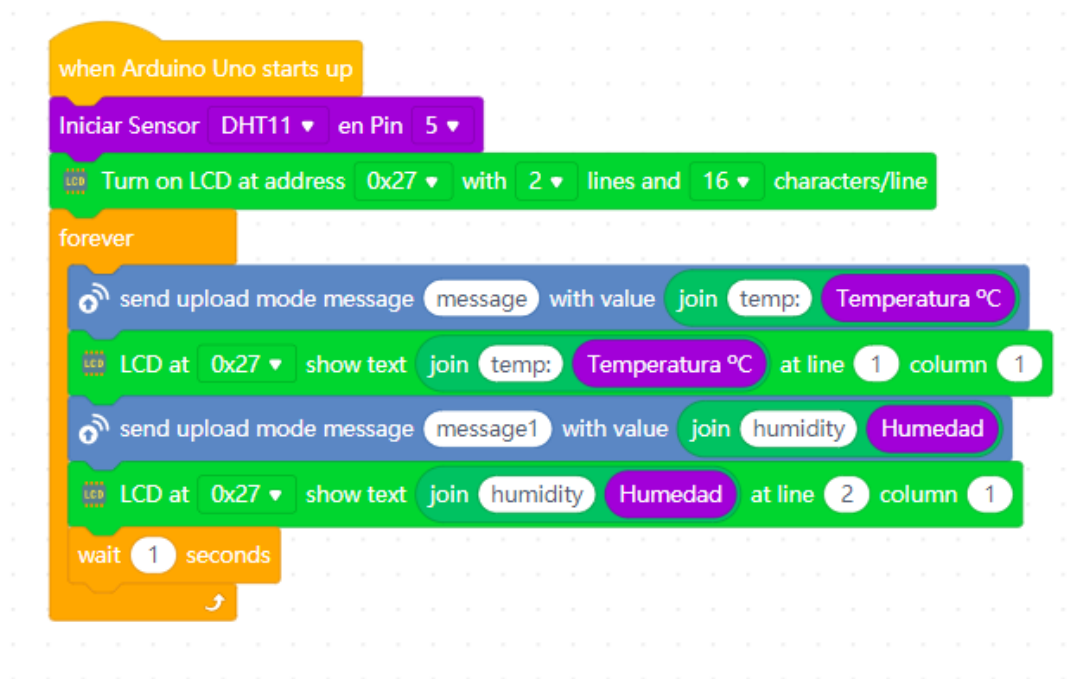 when Arduino Uno starts up
Iniciar Sensor DHT11 en Pin 5
LCD Turn on LCD at address 0x27 with 2 lines and 16 characters/line
forever
send upload mode message message with value join temp: Temperatura ºC
LCD LCD at 0x27 show text join temp: Temperatura ºC at line 1 column 1
send upload mode message message1 with value join humidity Humedad
LCD LCD at 0x27 show text join humidity Humedad at line 2 column 1
wait 1 seconds